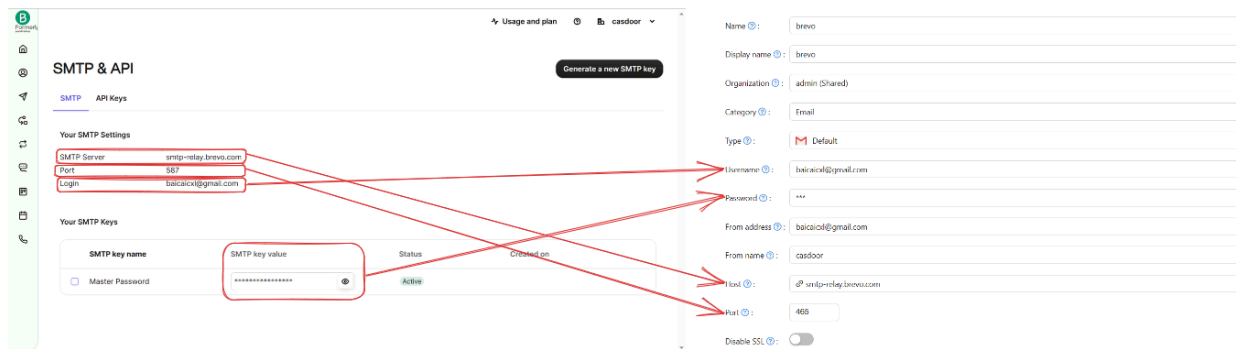 Usage and plan
casdoor
SMTP & API
Generate a new SMTP key
SMTP API Keys
Your SMTP Settings
SMTP Server smtp-relay.brevo.com
Port 587
Login baicaicxl@gmail.com
Your SMTP Keys
SMTP key name SMTP key value Status Created on
Master Password **************** Active
Name ? : brevo
Display name ? : brevo
Organization ? : admin (Shared)
Category ? : Email
Type ? : Default
Username ? : baicaicxl@gmail.com
Password ? : ***
From address ? : baicaicxl@gmail.com
From name ? : casdoor
Host ? : smtp-relay.brevo.com
Port ? : 465
Disable SSL ? :